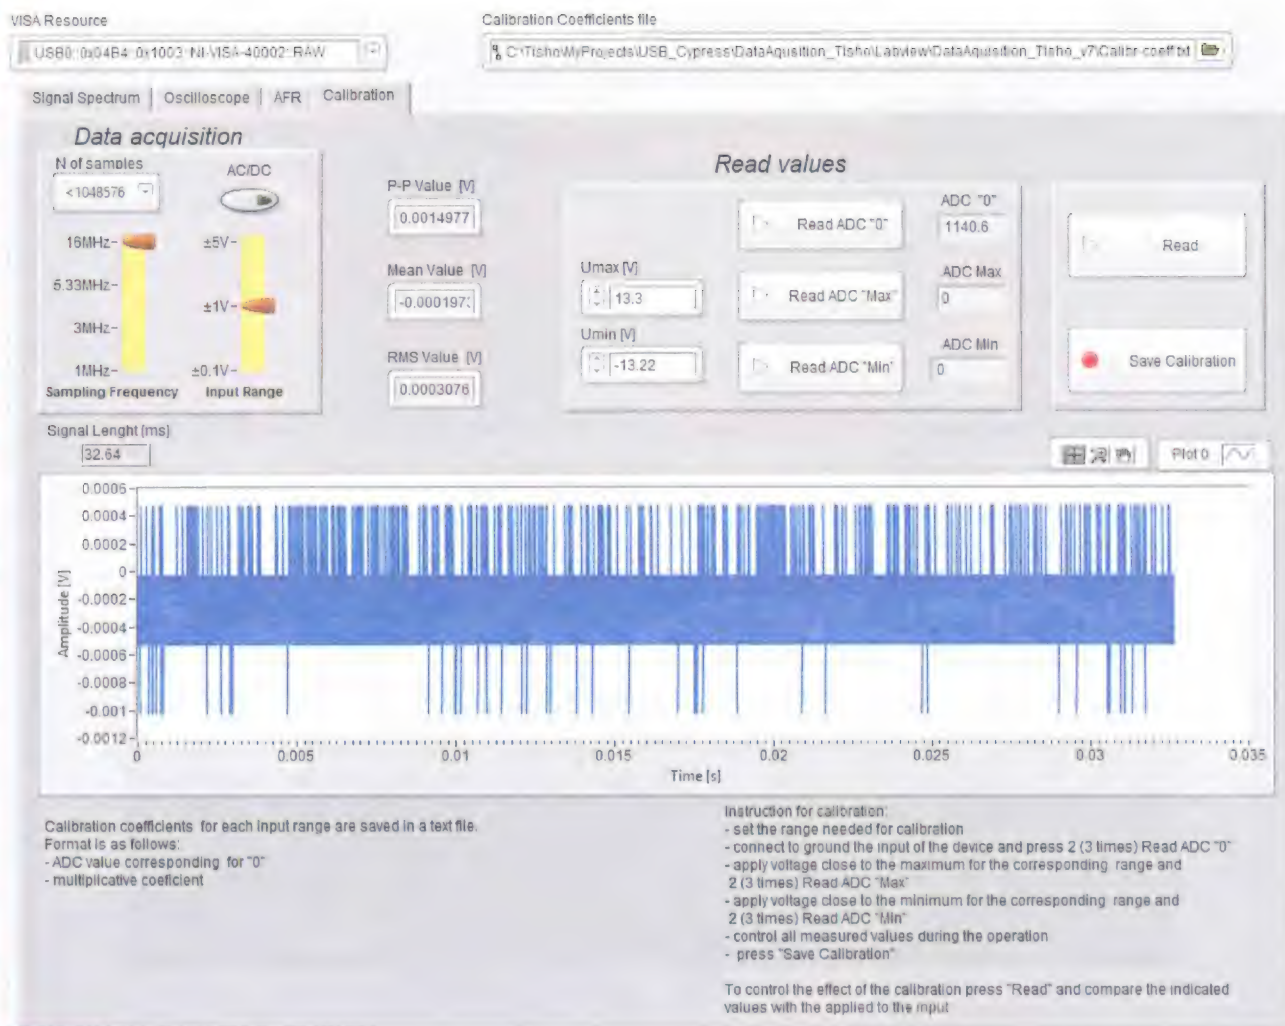 VISA Resource
Calibration Coefficients file
USB0::0x04B4::0x1003::NI-VISA-40002::RAW
C:\Tisho\MyProjects\USB_Cypress\DataAqusition_Tisho\Labview\DataAquisition_Tisho_v7\Calibr-coeff.txt
Signal Spectrum
Oscilloscope
AFR
Calibration
Data acquisition
N of samples
<1048576
AC/DC
16MHz
5.33MHz
3MHz
1MHz
Sampling Frequency
±5V
±1V
±0.1V
Input Range
P-P Value [V]
0.0014977
Mean Value [V]
-0.000197
RMS Value [V]
0.0003076
Read values
Umax [V]
13.3
Umin [V]
-13.22
Read ADC "0"
Read ADC "Max"
Read ADC "Min"
ADC "0"
1140.6
ADC Max
0
ADC Min
0
Read
Save Calibration
Signal Lenght [ms]
32.64
Plot 0
0.0006
0.0004
0.0002
0
-0.0002
-0.0004
-0.0006
-0.0008
-0.001
-0.0012
Amplitude [V]
0
0.005
0.01
0.015
0.02
0.025
0.03
0.035
Time [s]
Calibration coefficients for each input range are saved in a text file.
Format is as follows:
- ADC value corresponding for "0"
- multiplicative coeficient
Instruction for calibration:
- set the range needed for calibration
- connect to ground the input of the device and press 2 (3 times) Read ADC "0"
- apply voltage close to the maximum for the corresponding range and
2 (3 times) Read ADC "Max"
- apply voltage close to the minimum for the corresponding range and
2 (3 times) Read ADC "Min"
- control all measured values during the operation
- press "Save Calibration"
To control the effect of the calibration press "Read" and compare the indicated
values with the applied to the input